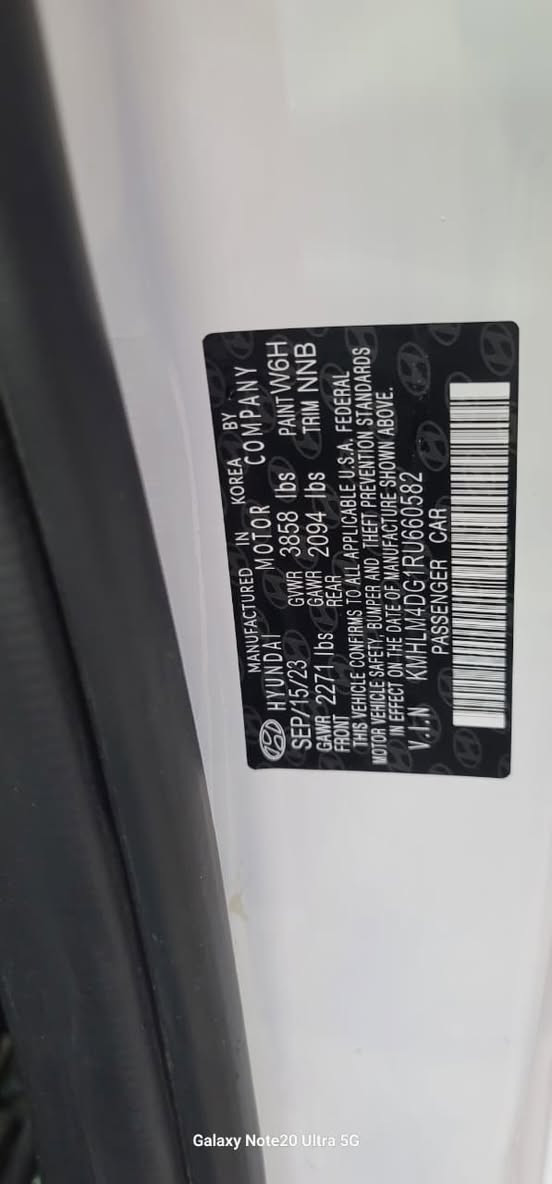 MANUFACTURED IN KOREA BY
HYUNDAI MOTOR COMPANY
SEP/15/23 GVWR 3858 lbs PAINT W6H
GAWR FRONT 2271 lbs GAWR REAR 2094 lbs TRIM NNB
THIS VEHICLE CONFIRMS TO ALL APPLICABLE U.S.A. FEDERAL
MOTOR VEHICLE SAFETY, BUMPER AND THEFT PREVENTION STANDARDS
IN EFFECT ON THE DATE OF MANUFACTURE SHOWN ABOVE.
V.I.N KMHLM4DG1RU660582
PASSENGER CAR
Galaxy Note20 Ultra 5G